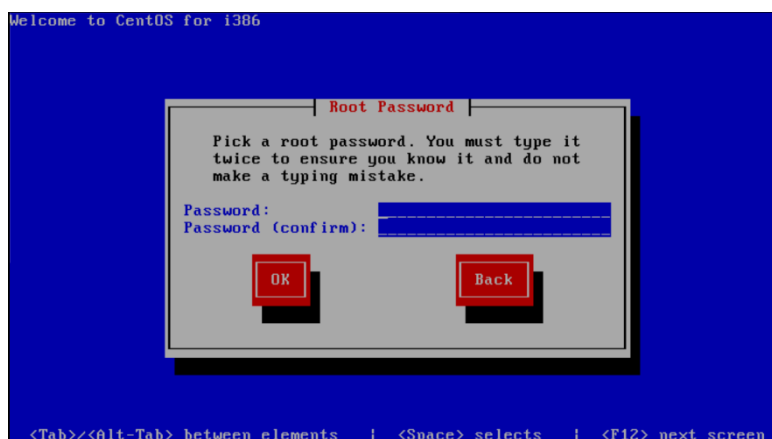 Welcome to CentOS for i386
Root Password
Pick a root password. You must type it
twice to ensure you know it and do not
make a typing mistake.
Password:
Password (confirm):
OK Back
<Tab>/<Alt-Tab> between elements | <Space> selects | <F12> next screen